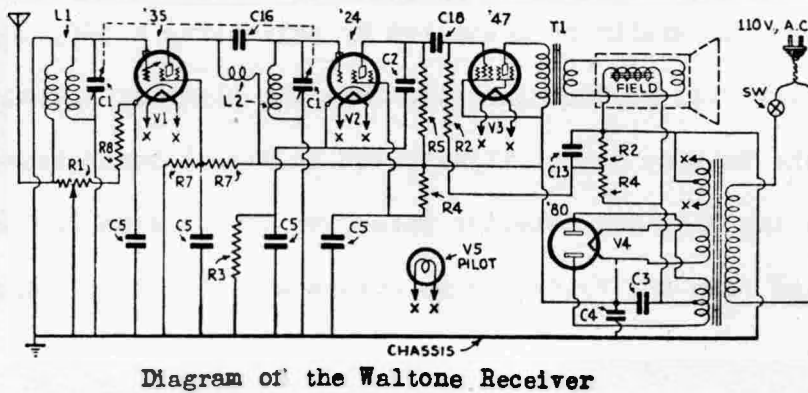 L1 '35 C16 '24 C18 '47 T1 110 V, A.C.
FIELD
SW
C1 C1 C2
L2
V1 V2 V3
x x x x x x
R8 R5 R2 C13 R2 x4
R1 R7 R7 R4 R4 x4
'80
C5 C5 C5 C5 V5 V4
PILOT
R3 C3
x x C4
CHASSIS
Diagram of the Waltone Receiver